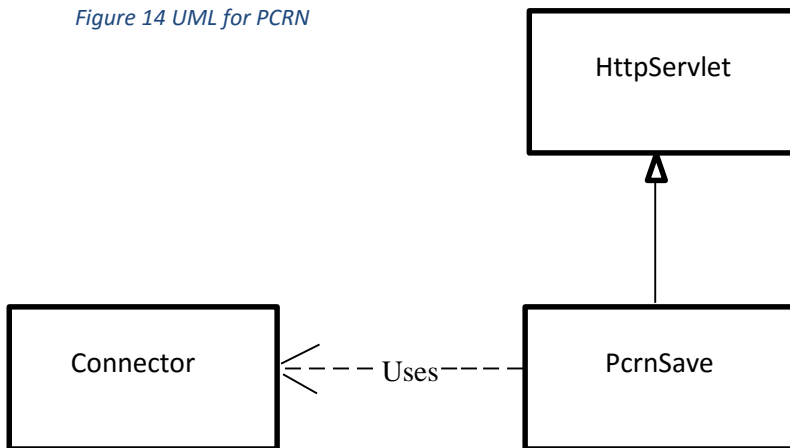 Figure 14 UML for PCRN
HttpServlet
Connector
Uses
PcrnSave